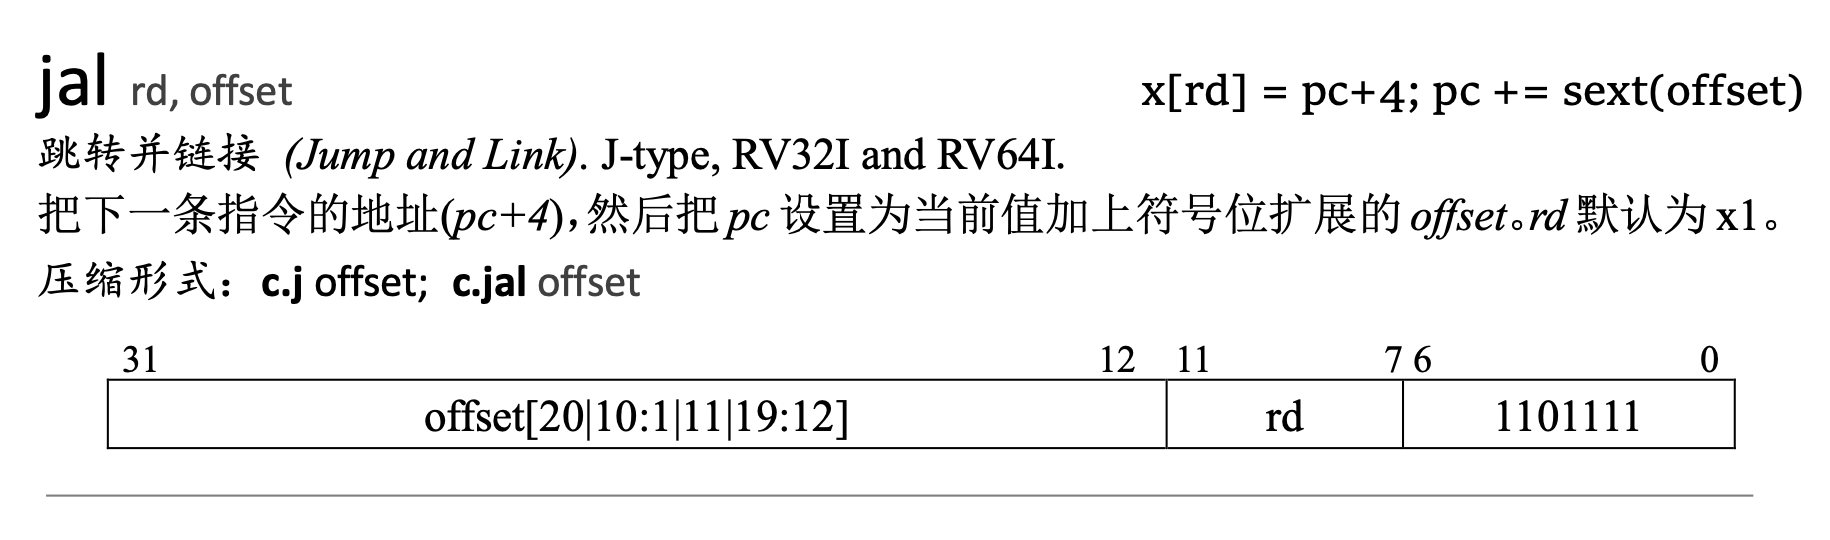 jal rd, offset x[rd] = pc+4; pc += sext(offset)
跳转并链接 (Jump and Link). J-type, RV32I and RV64I.
把下一条指令的地址(pc+4),然后把 pc 设置为当前值加上符号位扩展的 offset。rd 默认为 x1。
压缩形式：c.j offset; c.jal offset
31 12 11 7 6 0
offset[20|10:1|11|19:12] rd 1101111